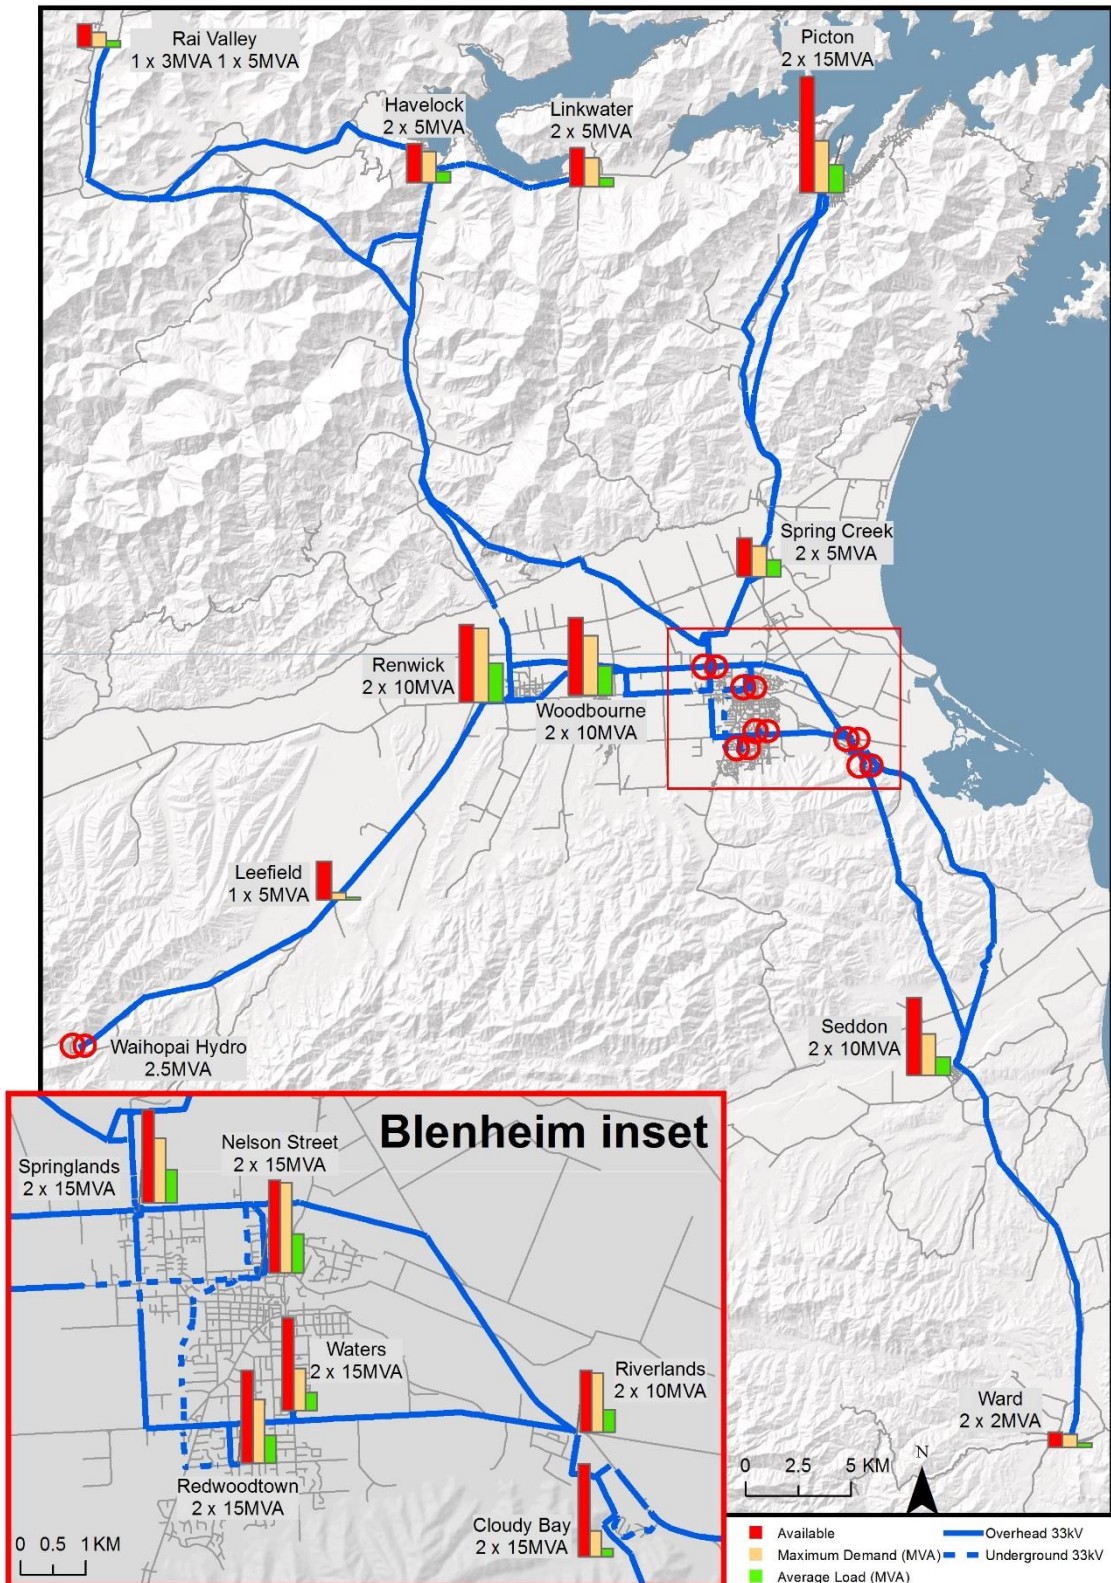 Rai Valley
1 x 3MVA 1 x 5MVA
Havelock
2 x 5MVA
Linkwater
2 x 5MVA
Picton
2 x 15MVA
Spring Creek
2 x 5MVA
Renwick
2 x 10MVA
Woodbourne
2 x 10MVA
Leefield
1 x 5MVA
Waihopai Hydro
2.5MVA
Seddon
2 x 10MVA
Ward
2 x 2MVA
Blenheim inset
Springlands
2 x 15MVA
Nelson Street
2 x 15MVA
Waters
2 x 15MVA
Riverlands
2 x 10MVA
Redwoodtown
2 x 15MVA
Cloudy Bay
2 x 15MVA
0 0.5 1 KM
N
0 2.5 5 KM
Available
Maximum Demand (MVA)
Average Load (MVA)
Overhead 33kV
Underground 33kV